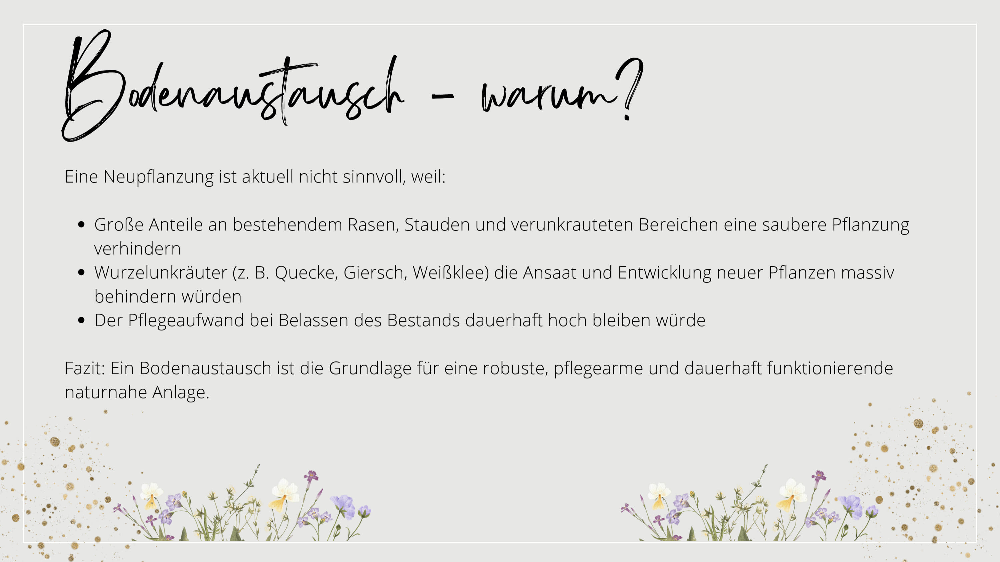 Bodenaustausch - warum?
Eine Neupflanzung ist aktuell nicht sinnvoll, weil:
• Große Anteile an bestehendem Rasen, Stauden und verunkrauteten Bereichen eine saubere Pflanzung
verhindern
• Wurzelunkräuter (z. B. Quecke, Giersch, Weißklee) die Ansaat und Entwicklung neuer Pflanzen massiv
behindern würden
• Der Pflegeaufwand bei Belassen des Bestands dauerhaft hoch bleiben würde
Fazit: Ein Bodenaustausch ist die Grundlage für eine robuste, pflegearme und dauerhaft funktionierende
naturnahe Anlage.